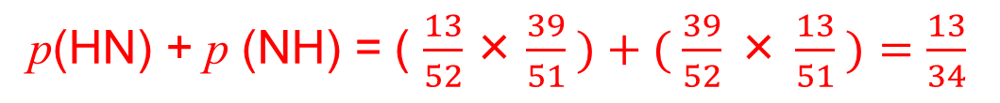 p(HN) + p (NH) = ( 13/52 × 39/51 ) + ( 39/52 × 13/51 ) = 13/34